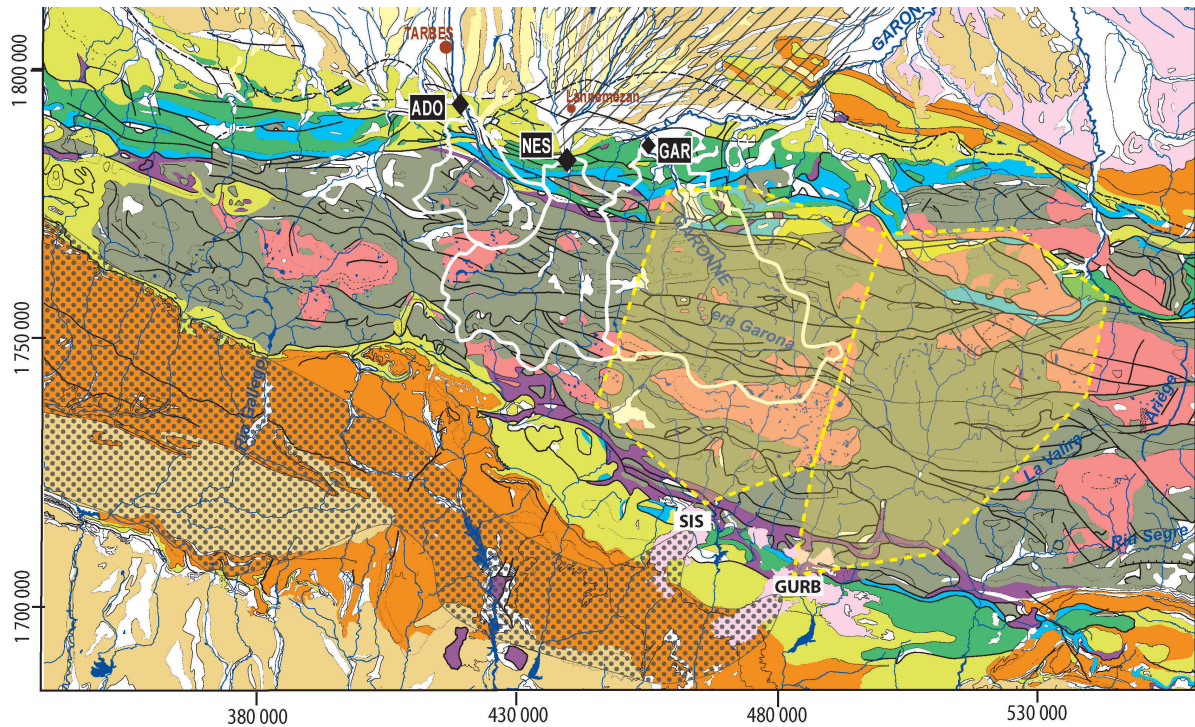 TARBES
GARONA
1 800 000
ADO
Lannemezan
NES
GAR
GARONNE
era Garona
1 750 000
Rio Gallego
Ariège
La Valira
SIS
Riu Segre
GURB
1 700 000
380 000
430 000
480 000
530 000